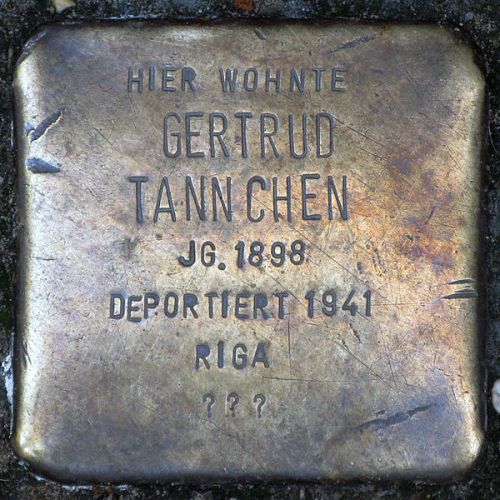 HIER WOHNTE
GERTRUD
TANNCHEN
JG. 1898
DEPORTIERT 1941
RIGA
???